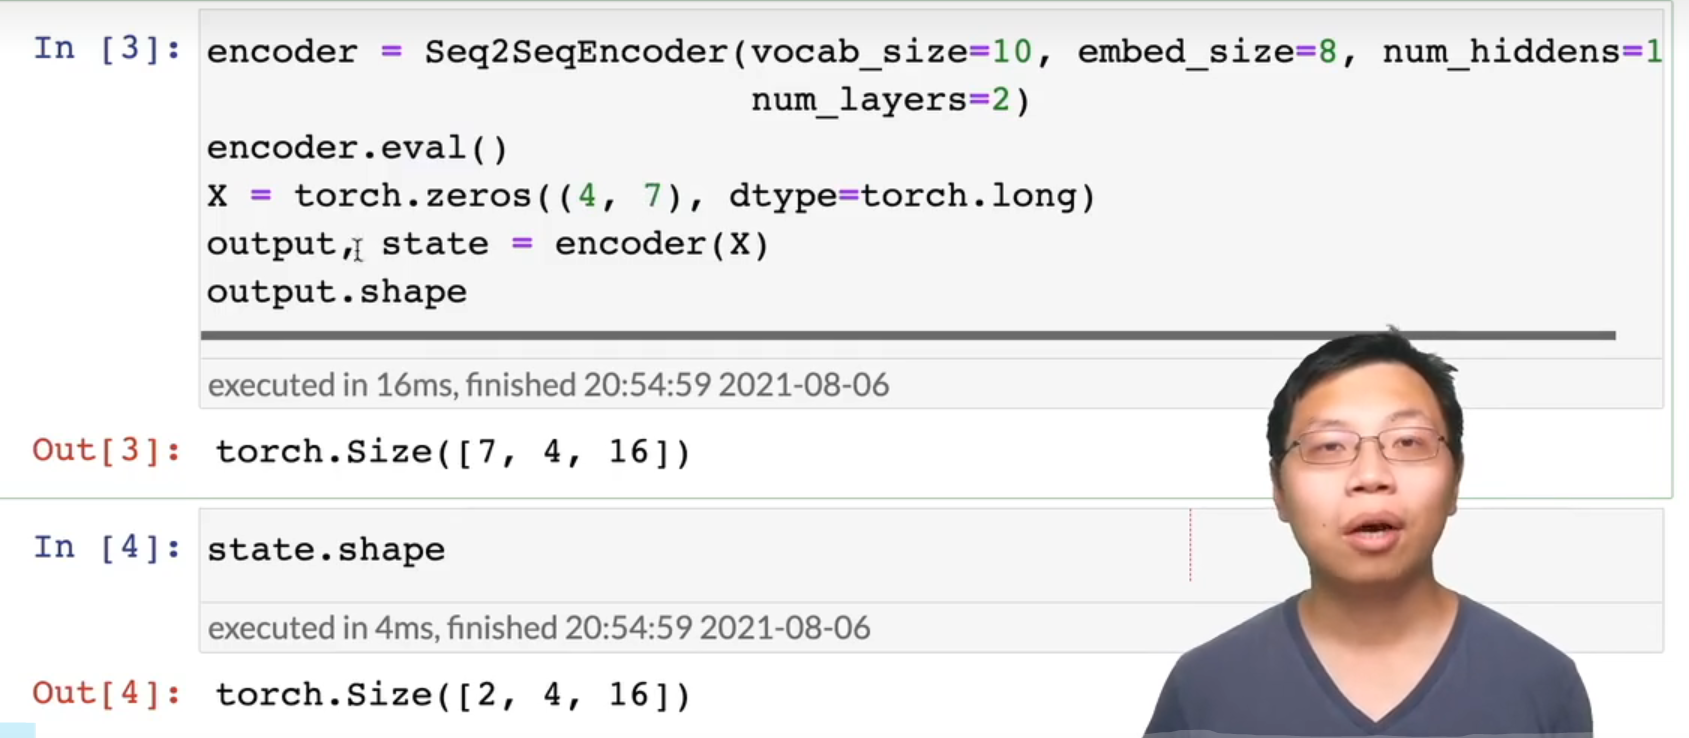 In [3]: encoder = Seq2SeqEncoder(vocab_size=10, embed_size=8, num_hiddens=1
num_layers=2)
encoder.eval()
X = torch.zeros((4, 7), dtype=torch.long)
output, state = encoder(X)
output.shape
executed in 16ms, finished 20:54:59 2021-08-06
Out[3]: torch.Size([7, 4, 16])
In [4]: state.shape
executed in 4ms, finished 20:54:59 2021-08-06
Out[4]: torch.Size([2, 4, 16])